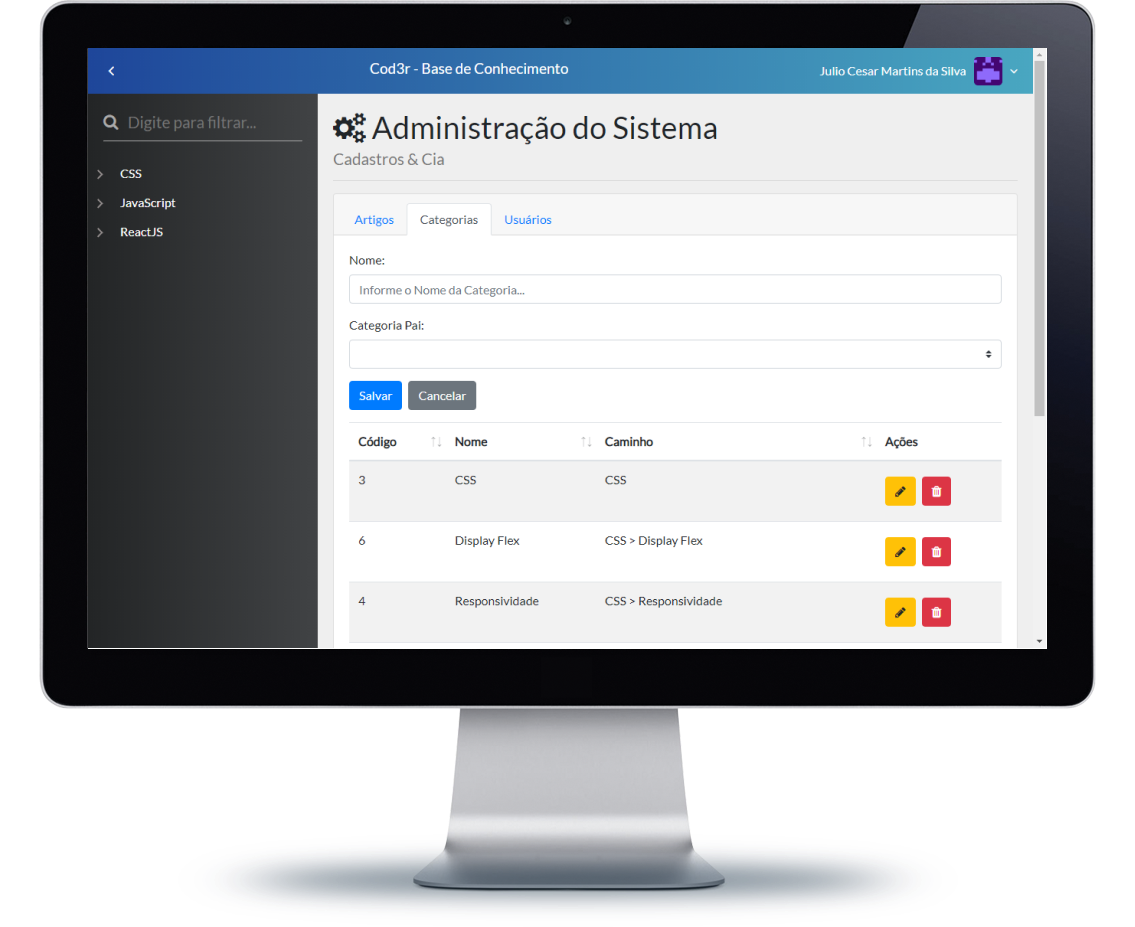 Cod3r - Base de Conhecimento
Julio Cesar Martins da Silva
Digite para filtrar...
CSS
JavaScript
ReactJS
Administração do Sistema
Cadastros & Cia
Artigos Categorias Usuários
Nome:
Informe o Nome da Categoria...
Categoria Pai:
Salvar Cancelar
Código Nome Caminho Ações
3 CSS CSS
6 Display Flex CSS > Display Flex
4 Responsividade CSS > Responsividade